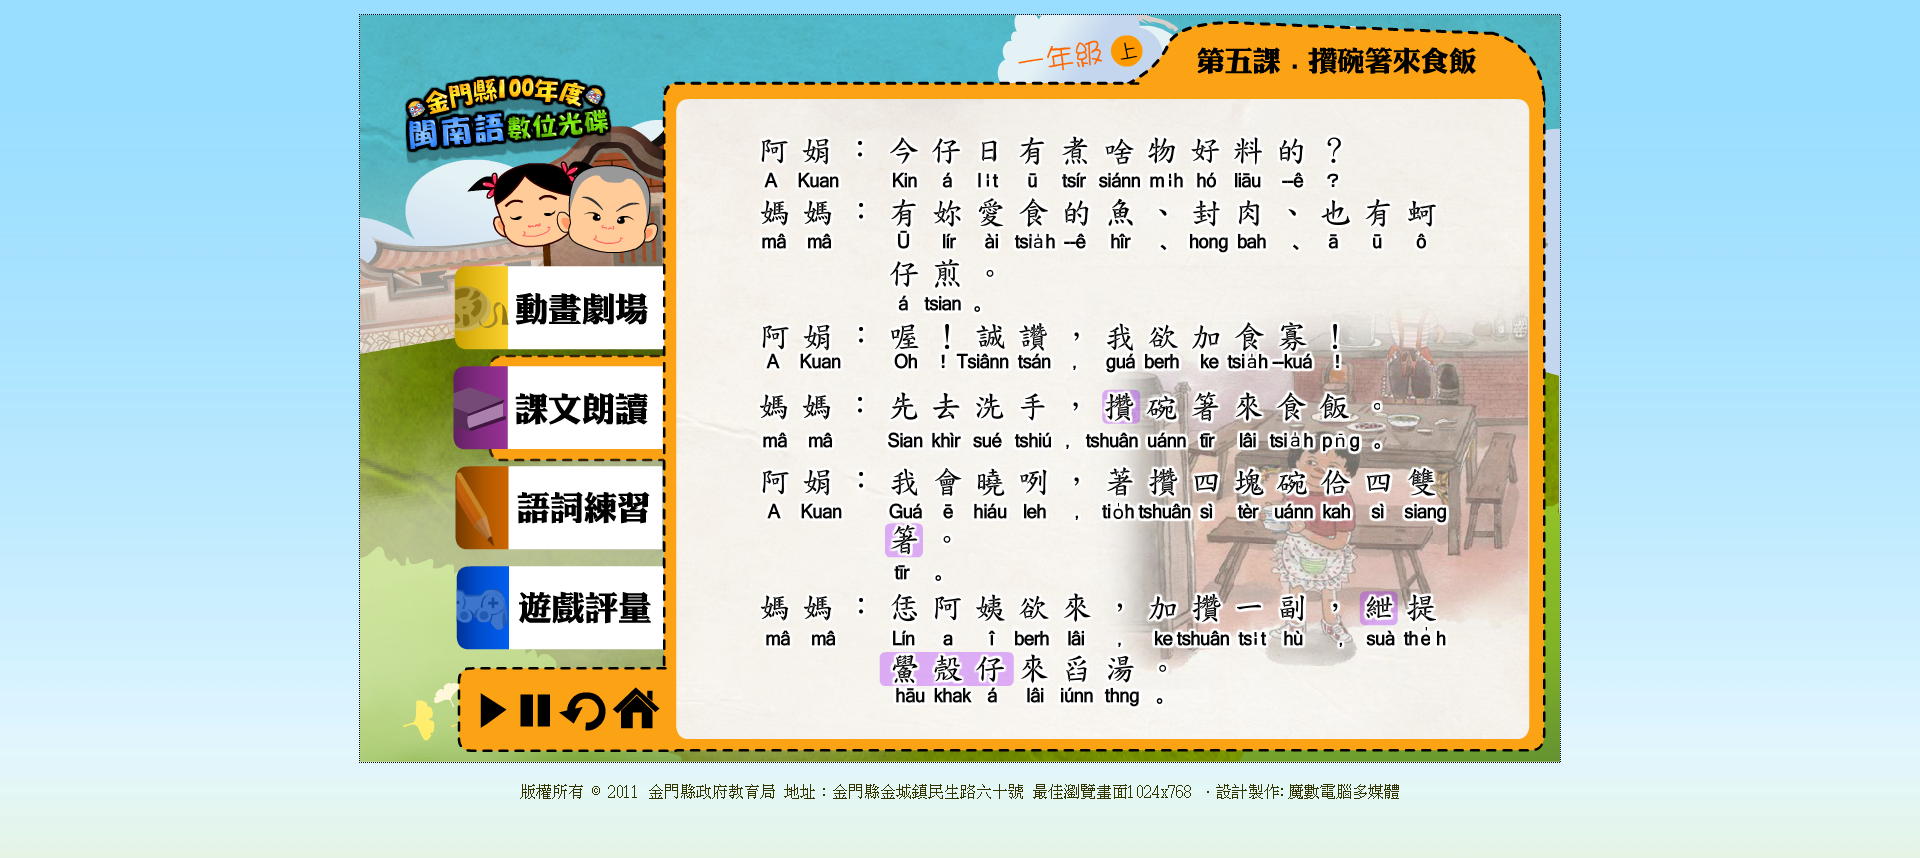 一年級 上
第五課．攢碗箸來食飯
金門縣100年度
閩南語數位光碟
動畫劇場
課文朗讀
語詞練習
遊戲評量
阿娟：今仔日有煮啥物好料的？
A Kuan Kin á li̍t ū tsír siánn mi̍h hó liāu --ê ?
媽媽：有妳愛食的魚、封肉、也有蚵
mâ mâ Ū lír ài tsia̍h --ê hîr 、 hong bah 、 ā ū ô
仔煎。
á tsian 。
阿娟：喔！誠讚，我欲加食寡！
A Kuan Oh ! Tsiânn tsán , guá berh ke tsia̍h --kuá !
媽媽：先去洗手，攢碗箸來食飯。
mâ mâ Sian khìr sué tshiú , tshuân uánn tīr lâi tsia̍h pn̄g 。
阿娟：我會曉咧，著攢四塊碗佮四雙
A Kuan Guá ē hiáu leh , tio̍h tshuân sì tèr uánn kah sì siang
箸。
tīr 。
媽媽：恁阿姨欲來，加攢一副，紲提
mâ mâ Lín a î berh lâi , ke tshuân tsi̍t hù , suà the̍h
鱟殼仔來舀湯。
hāu khak á lâi iúnn thng 。
版權所有 © 2011 金門縣政府教育局 地址：金門縣金城鎮民生路六十號 最佳瀏覽畫面1024x768 ‧設計製作: 魔數電腦多媒體